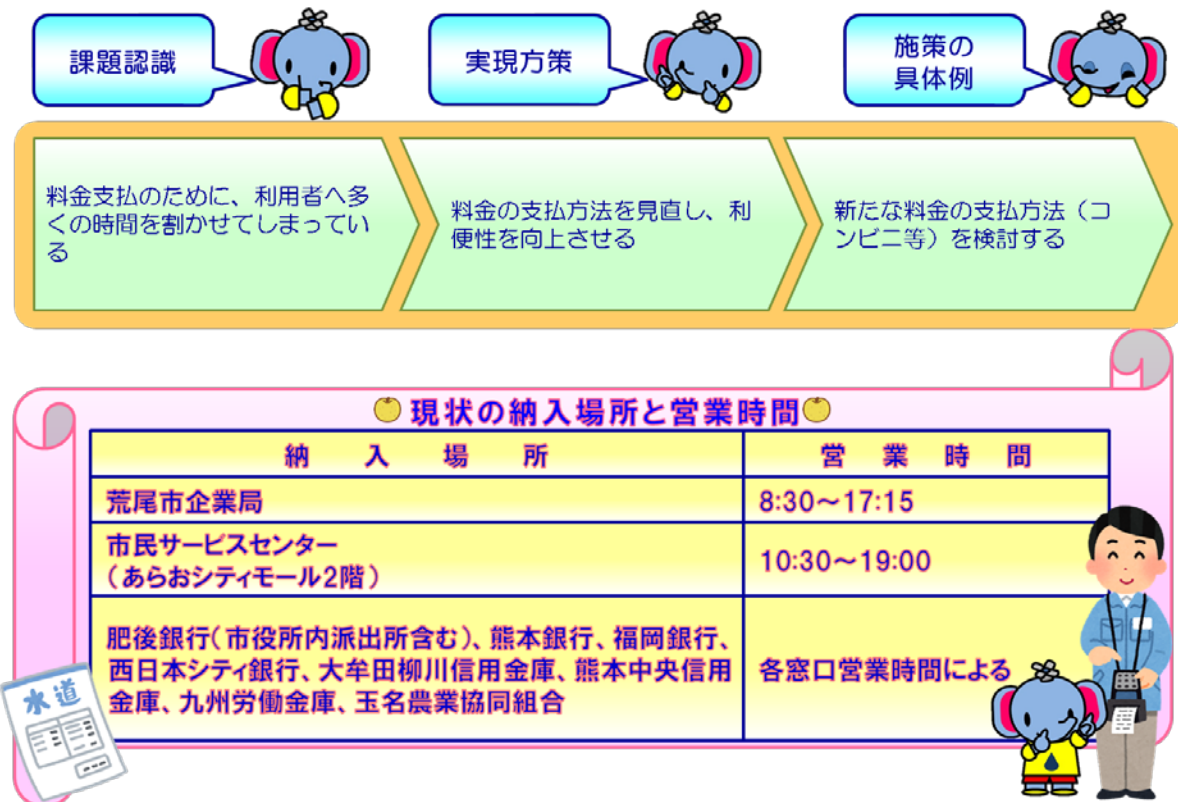 課題認識
実現方策
施策の
具体例
料金支払のために、利用者へ多
くの時間を割かせてしまってい
る
料金の支払方法を見直し、利
便性を向上させる
新たな料金の支払方法（コ
ンビニ等）を検討する
現状の納入場所と営業時間
納入場所
営業時間
荒尾市企業局
8:30～17:15
市民サービスセンター
（あらおシティモール2階）
10:30～19:00
肥後銀行（市役所内派出所含む）、熊本銀行、福岡銀行、
西日本シティ銀行、大牟田柳川信用金庫、熊本中央信用
金庫、九州労働金庫、玉名農業協同組合
各窓口営業時間による
水道